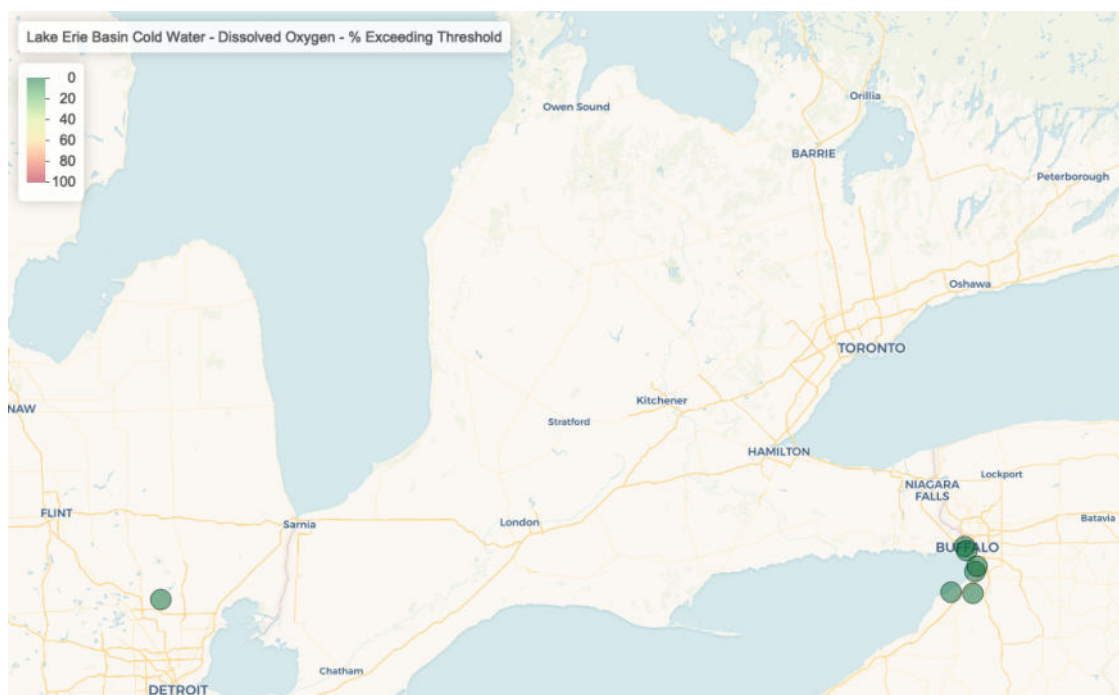 Lake Erie Basin Cold Water - Dissolved Oxygen - % Exceeding Threshold
0
20
40
60
80
100
Owen Sound
Orillia
BARRIE
Peterborough
Oshawa
TORONTO
NAW
Kitchener
Stratford
HAMILTON
NIAGARA
FALLS
Lockport
FLINT
Sarnia
London
Batavia
BUFFALO
Chatham
DETROIT